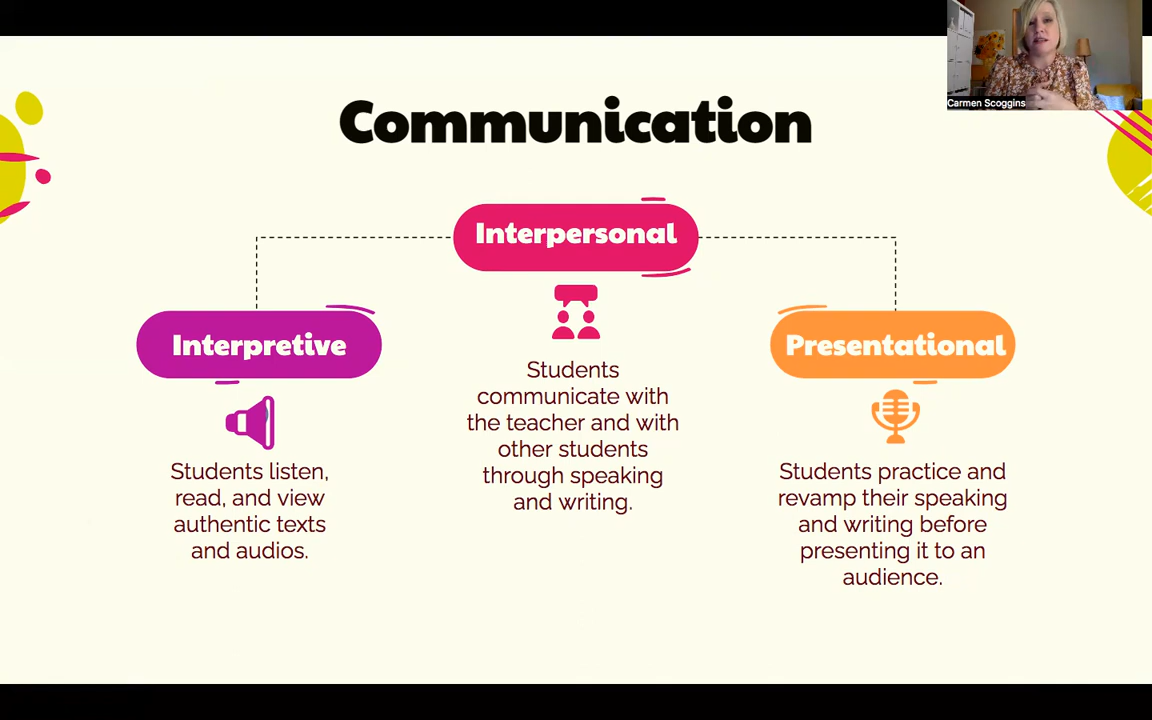 Carmen Scoggins
Communication
Interpersonal
Interpretive
Presentational
Students listen,
read, and view
authentic texts
and audios.
Students
communicate with
the teacher and with
other students
through speaking
and writing.
Students practice and
revamp their speaking
and writing before
presenting it to an
audience.